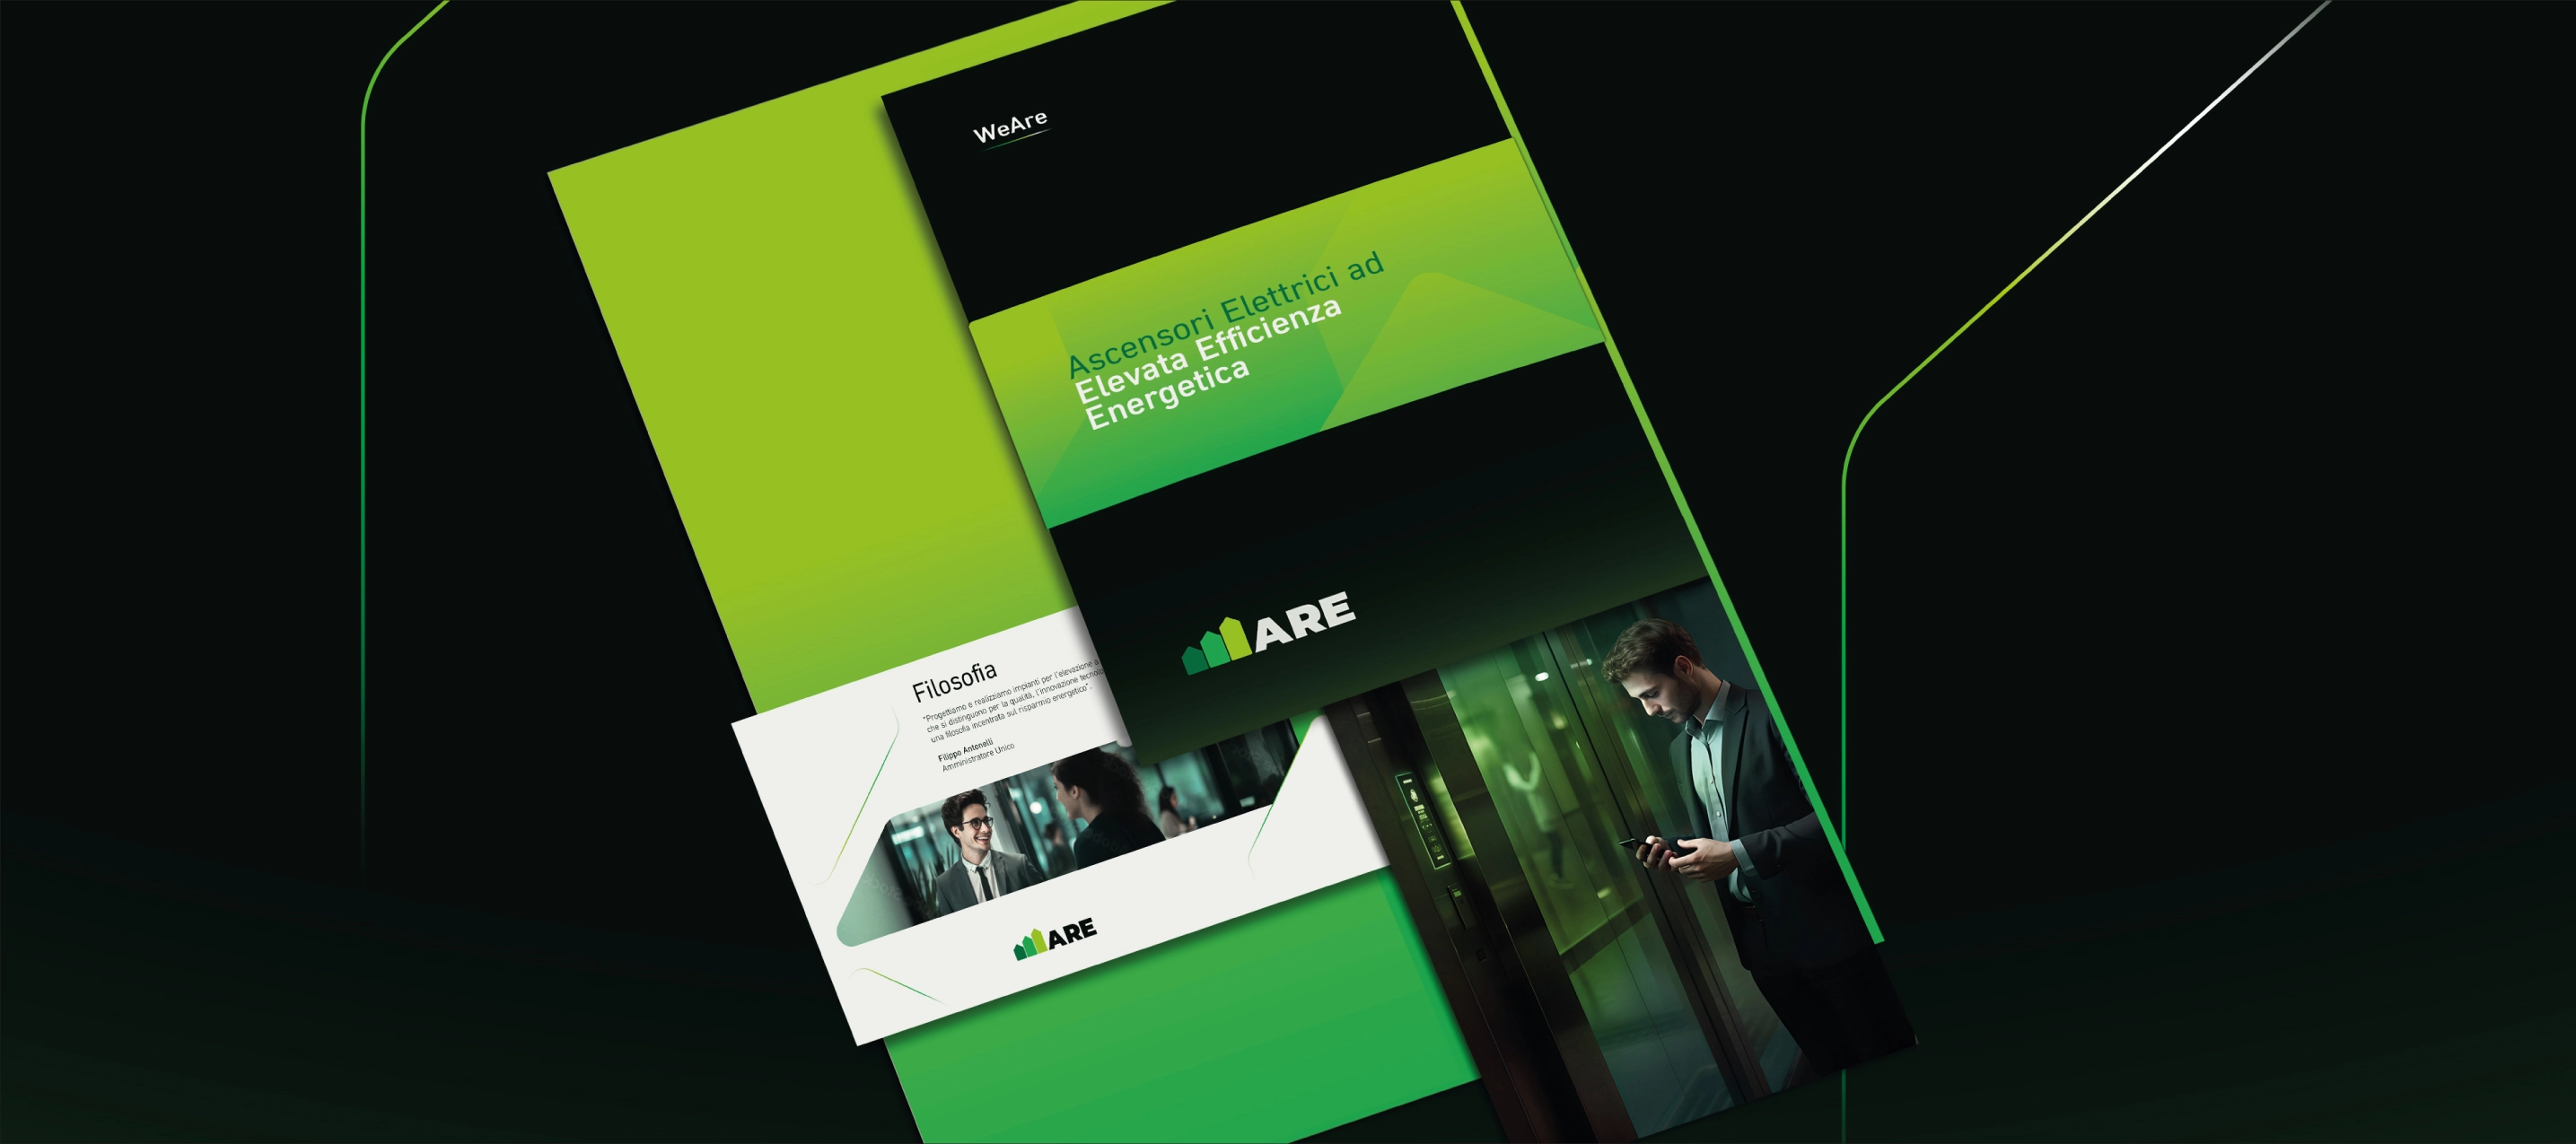 WeAre
Ascensori Elettrici ad
Elevata Efficienza
Energetica
ARE
Filosofia
"Progettiamo e realizziamo impianti per l'elevazione a
che si distinguono per la qualità, l'innovazione
una filosofia incentrata sul risparmio energetico".
Filippo Antonelli
Amministratore Unico
ARE